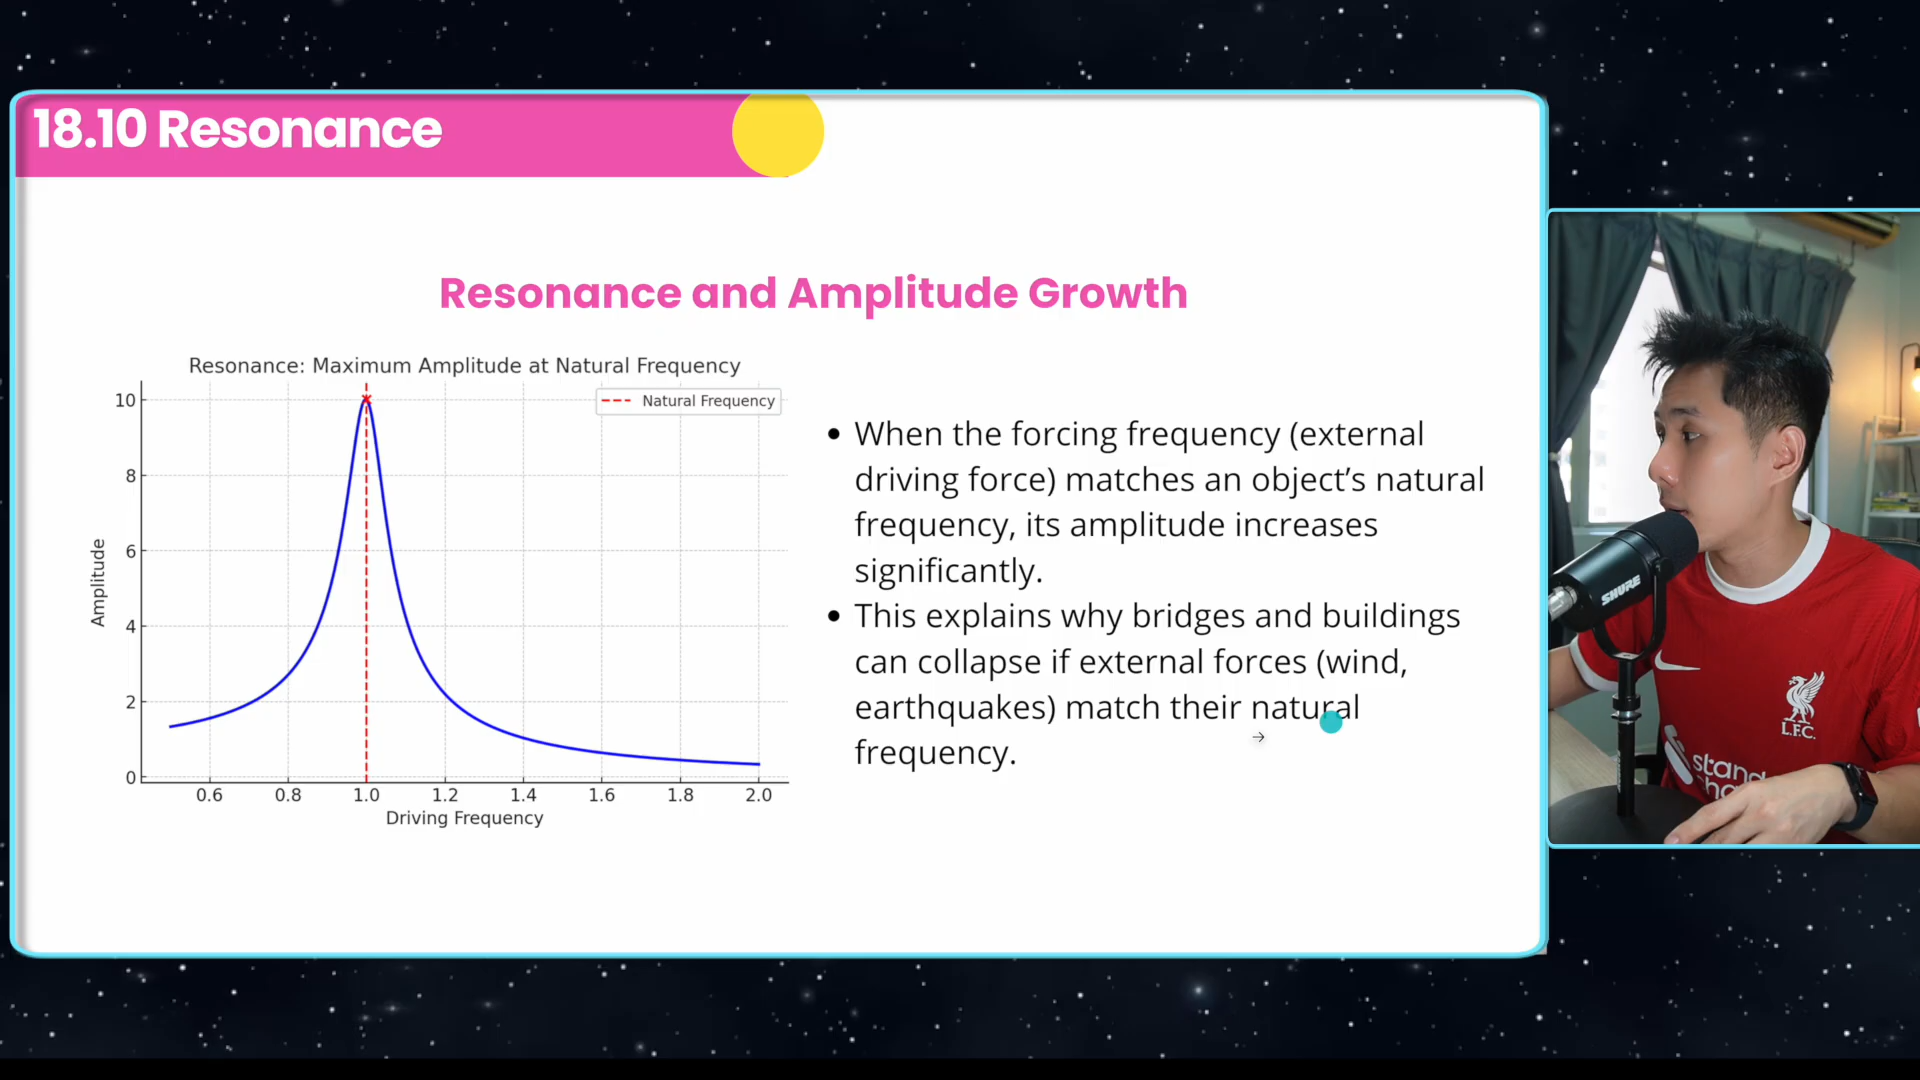 18.10 Resonance
Resonance and Amplitude Growth
Resonance: Maximum Amplitude at Natural Frequency
Natural Frequency
Amplitude
10
8
6
4
2
0
0.6 0.8 1.0 1.2 1.4 1.6 1.8 2.0
Driving Frequency
• When the forcing frequency (external
driving force) matches an object’s natural
frequency, its amplitude increases
significantly.
• This explains why bridges and buildings
can collapse if external forces (wind,
earthquakes) match their natural
frequency.
SHURE
L.F.C.
stand